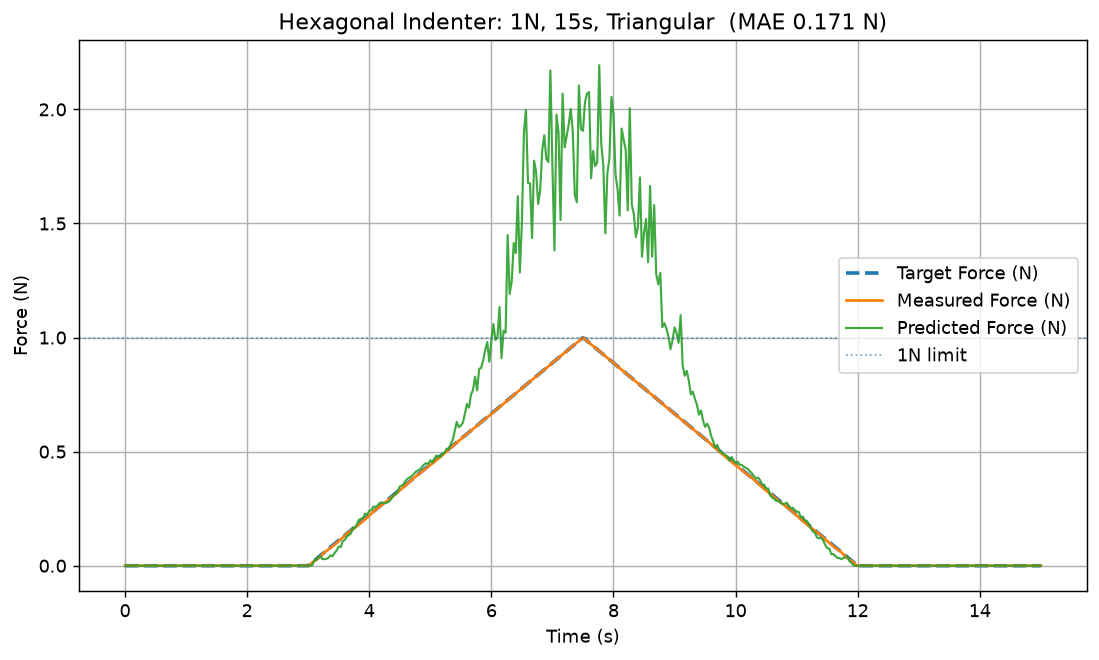 Hexagonal Indenter: 1N, 15s, Triangular  (MAE 0.171 N)
Force (N)
2.0
1.5
1.0
0.5
0.0
Target Force (N)
Measured Force (N)
Predicted Force (N)
1N limit
0 2 4 6 8 10 12 14
Time (s)